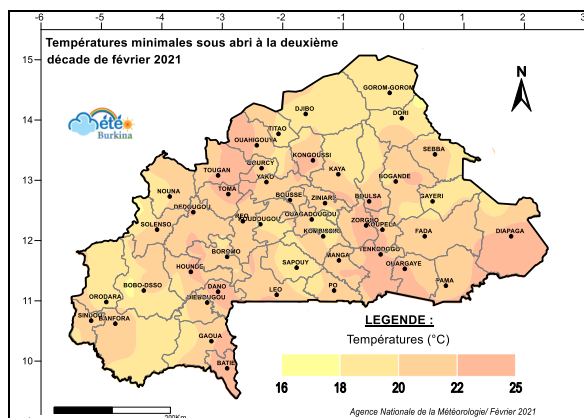 -6 -5 -4 -3 -2 -1 0 1 2 3
Températures minimales sous abri à la deuxième
décade de février 2021
15
14
13
12
11
10
été
Burkina
N
GOROM-GOROM
DJIBO
DORI
TITAO
OUAHIGOUYA
SEBBA
KONGOUSSI
TOUGAN
GOURCY
KAYA
YAKO
BOGANDE
TOMA
NOUNA
BOUSSE
ZINIARE
BOULSA
GAYERI
DEDOUGOU
OUAGADOUGOU
REO
KOUDOUGOU
ZORGHO
KOUPELA
SOLENSO
KOMBISSIRI
FADA
DIAPAGA
BOROMO
TENKODOGO
MANGA
HOUNDE
SAPOUY
OUARGAYE
BOBO-DSSO
DANO
LEO
PO
PAMA
ORODARA
DIEBOUGOU
SINDOU
BANFORA
GAOUA
BATIE
LEGENDE :
Températures (°C)
16 18 20 22 25
200Km
Agence Nationale de la Météorologie/ Février 2021